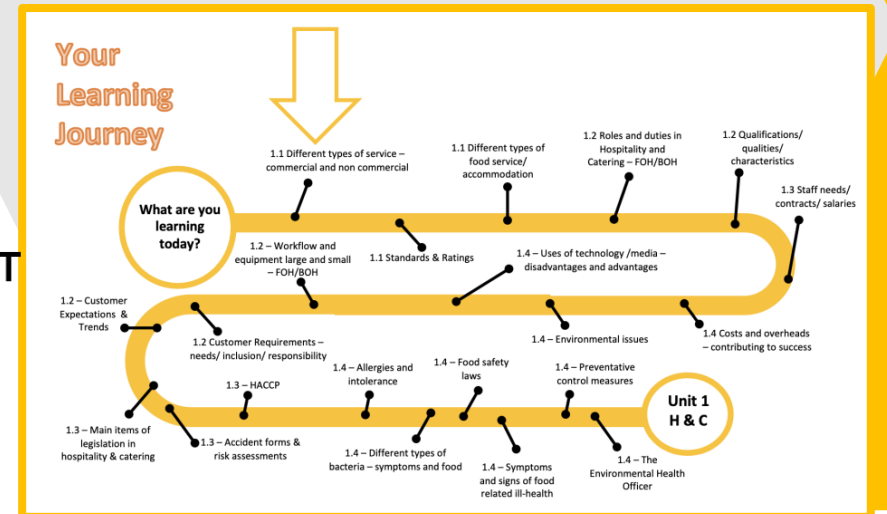 Your
Learning
Journey
1.1 Different types of service –
commercial and non commercial
1.1 Different types of
food service/
accommodation
1.2 Roles and duties in
Hospitality and
Catering – FOH/BOH
1.2 Qualifications/
qualities/
characteristics
1.3 Staff needs/
contracts/ salaries
What are you
learning
today?
1.2 – Workflow and
equipment large and small
– FOH/BOH
1.1 Standards & Ratings
1.4 – Uses of technology /media –
disadvantages and advantages
T
1.2 – Customer
Expectations &
Trends
1.2 Customer Requirements –
needs/ inclusion/ responsibility
1.4 – Environmental issues
1.4 Costs and overheads
– contributing to success
1.3 – HACCP
1.4 – Allergies and
intolerance
1.4 – Food safety
laws
1.4 – Preventative
control measures
Unit 1
H & C
1.3 – Main items of
legislation in
hospitality & catering
1.3 – Accident forms &
risk assessments
1.4 – Different types of
bacteria – symptoms and food
1.4 – Symptoms
and signs of food
related ill-health
1.4 – The
Environmental Health
Officer